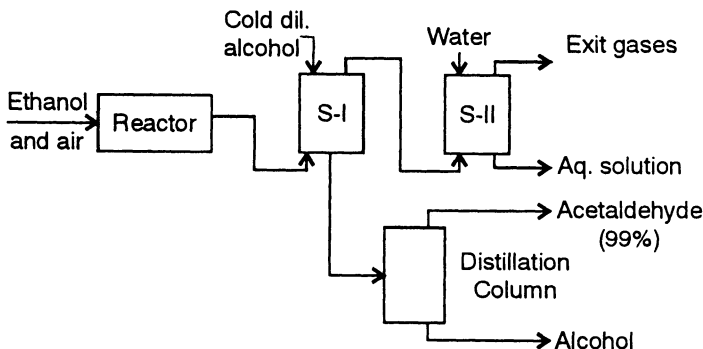 Cold dil.
alcohol
Water
Exit gases
Ethanol
and air
Reactor
S-I
S-II
Aq. solution
Acetaldehyde
(99%)
Distillation
Column
Alcohol